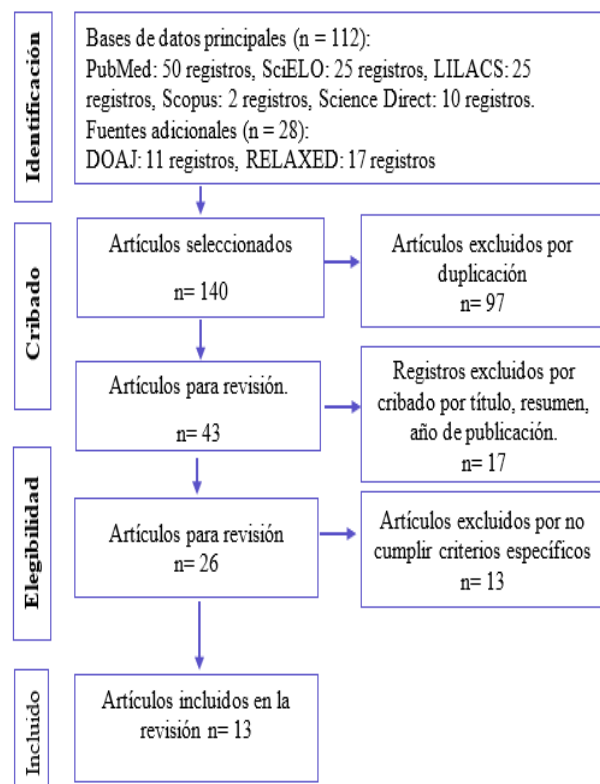 Identificación
Bases de datos principales (n = 112):
PubMed: 50 registros, SciELO: 25 registros, LILACS: 25
registros, Scopus: 2 registros, Science Direct: 10 registros.
Fuentes adicionales (n = 28):
DOAJ: 11 registros, RELAXED: 17 registros
Cribado
Artículos seleccionados
n= 140
Artículos excluidos por
duplicación
n= 97
Artículos para revisión.
n= 43
Registros excluidos por
cribado por título, resumen,
año de publicación.
n= 17
Elegibilidad
Artículos para revisión
n= 26
Artículos excluidos por no
cumplir criterios específicos
n= 13
Incluido
Artículos incluidos en la
revisión n= 13